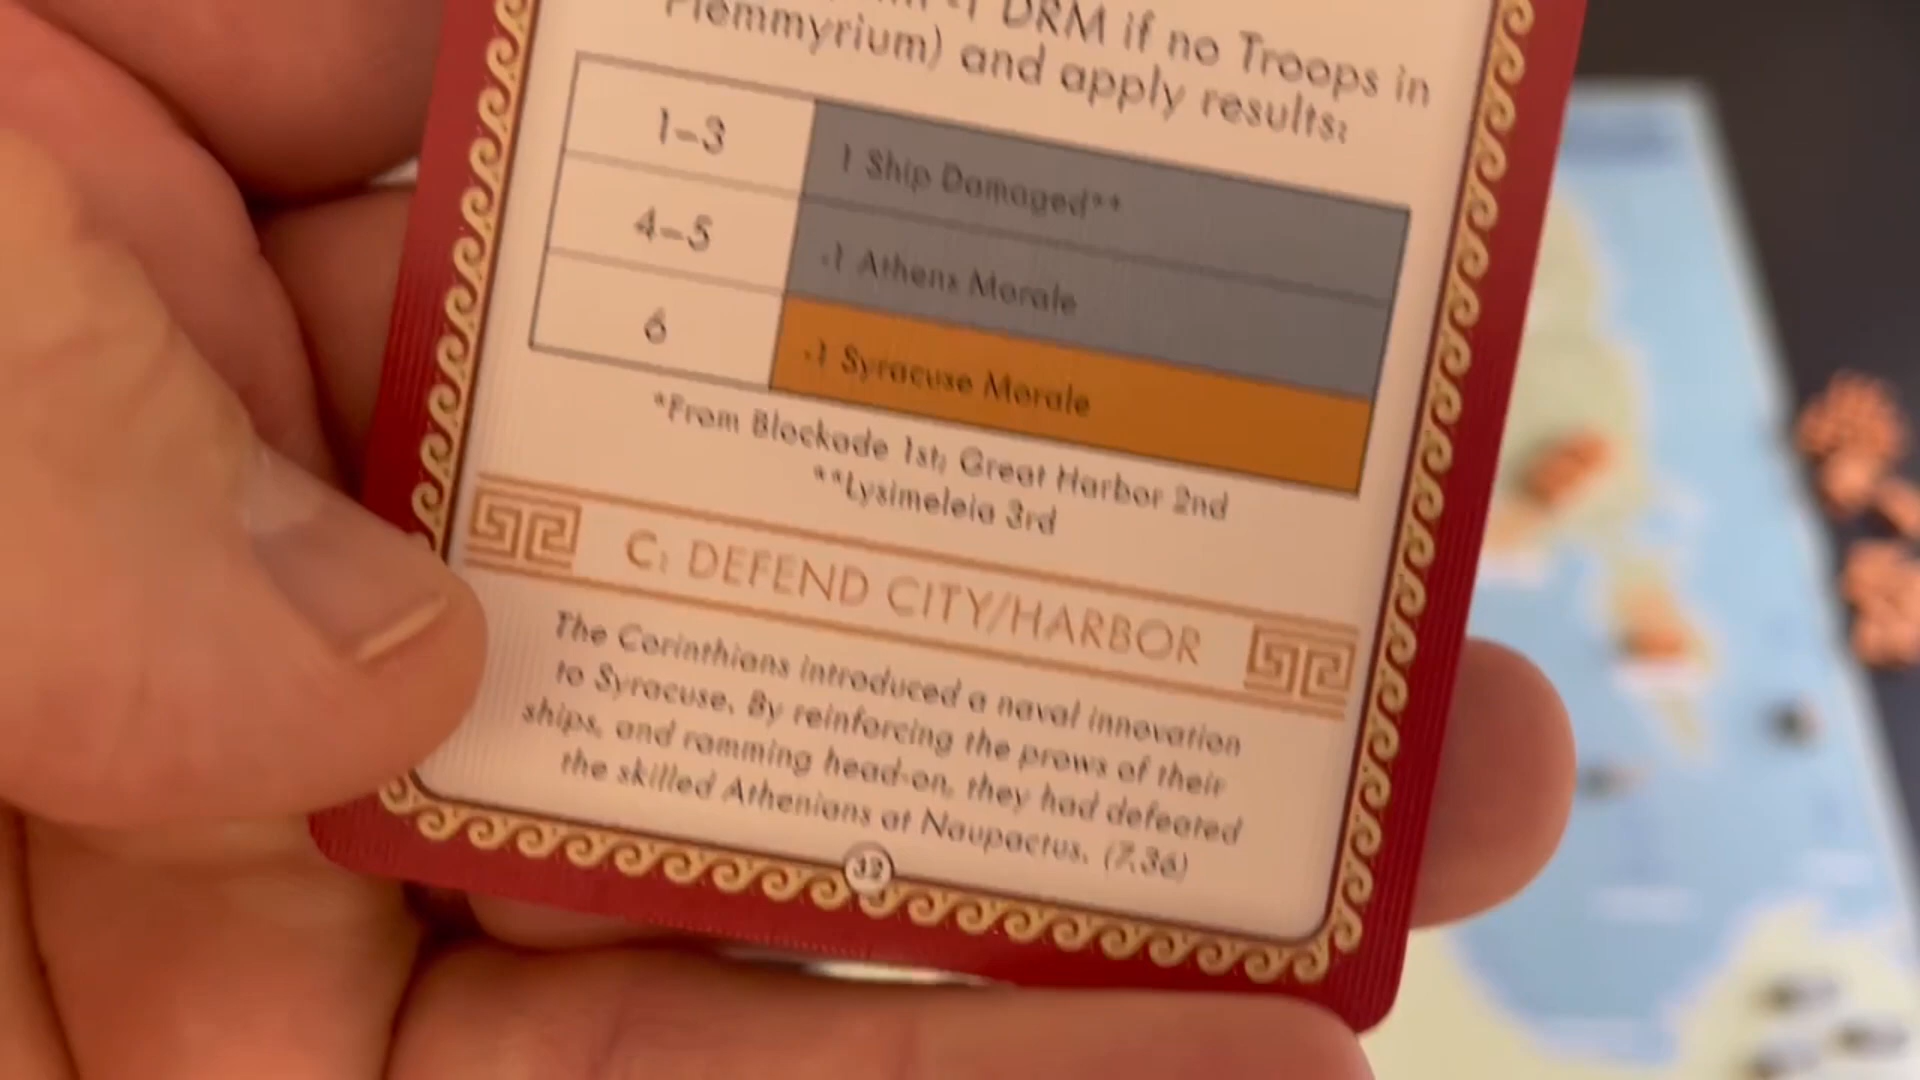 -1 DRM if no Troops in
Plemmyrium) and apply results:
1–3 1 Ship Damaged**
4–5 -1 Athens Morale
6 -1 Syracuse Morale
*From Blockade 1st; Great Harbor 2nd
**Lysimeleia 3rd
C: DEFEND CITY/HARBOR
The Corinthians introduced a naval innovation
to Syracuse. By reinforcing the prows of their
ships, and ramming head-on, they had defeated
the skilled Athenians at Naupactus. (7.36)
32